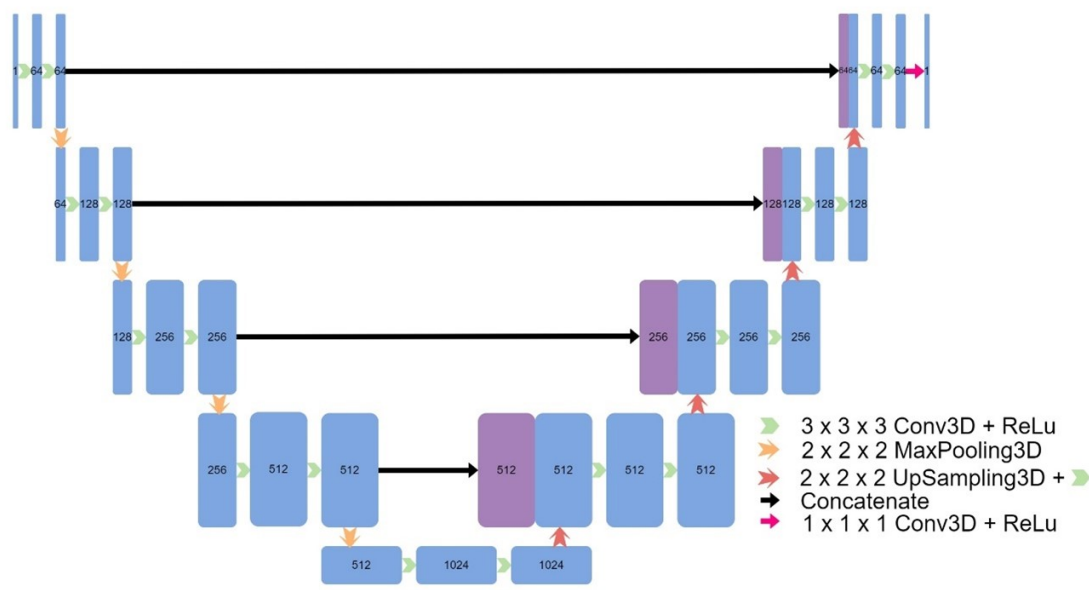 1 64 64 6464 64 64 1
64 128 128 128 128 128 128
128 256 256 256 256 256 256
256 512 512 512 512 512 512
512 1024 1024
3 x 3 x 3 Conv3D + ReLu
2 x 2 x 2 MaxPooling3D
2 x 2 x 2 UpSampling3D +
Concatenate
1 x 1 x 1 Conv3D + ReLu